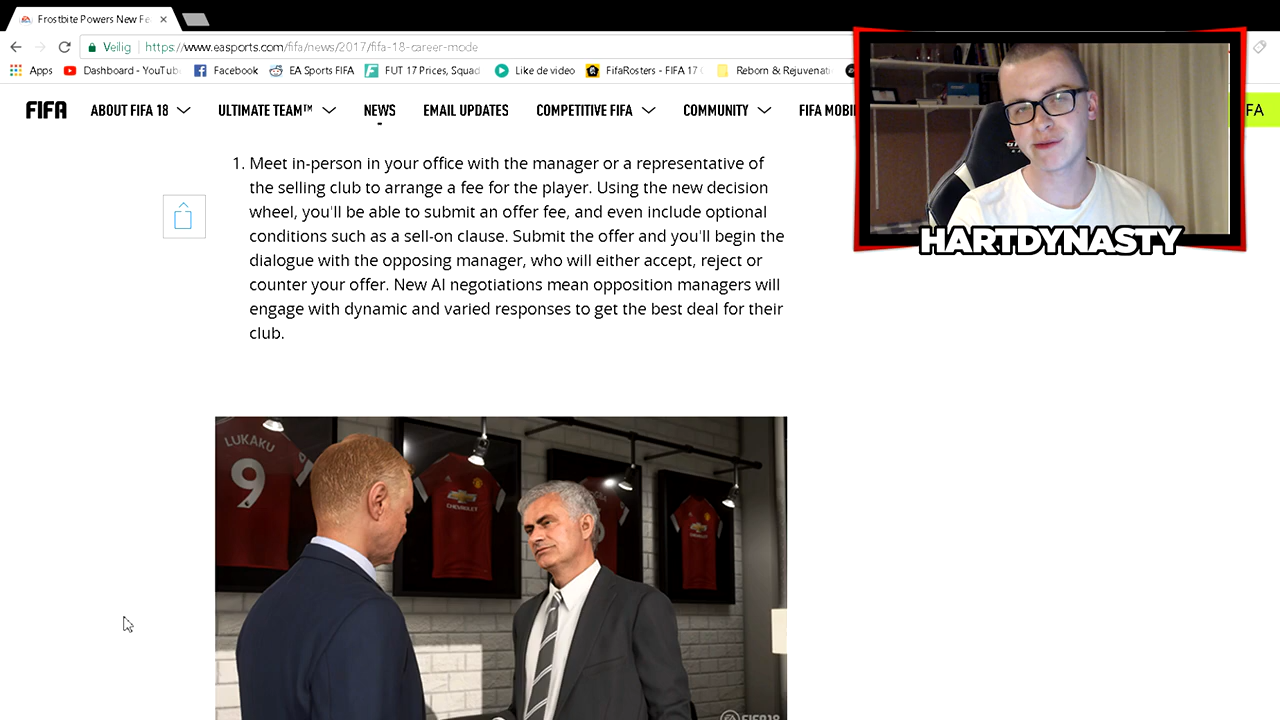 Frostbite Powers New Fe
Veilig
https://www.easports.com/fifa/news/2017/fifa-18-career-mode
Apps
Dashboard - YouTub
Facebook
EA Sports FIFA
FUT 17 Prices, Squad
Like de video
FifaRosters - FIFA 17
Reborn & Rejuvenati
FIFA
ABOUT FIFA 18
ULTIMATE TEAM™
NEWS
EMAIL UPDATES
COMPETITIVE FIFA
COMMUNITY
FIFA MOBI
FA
HARTDYNASTY
1. Meet in-person in your office with the manager or a representative of
the selling club to arrange a fee for the player. Using the new decision
wheel, you'll be able to submit an offer fee, and even include optional
conditions such as a sell-on clause. Submit the offer and you'll begin the
dialogue with the opposing manager, who will either accept, reject or
counter your offer. New AI negotiations mean opposition managers will
engage with dynamic and varied responses to get the best deal for their
club.
LUKAKU
9
CHEVROLET
CHEVROLET
FIFA18